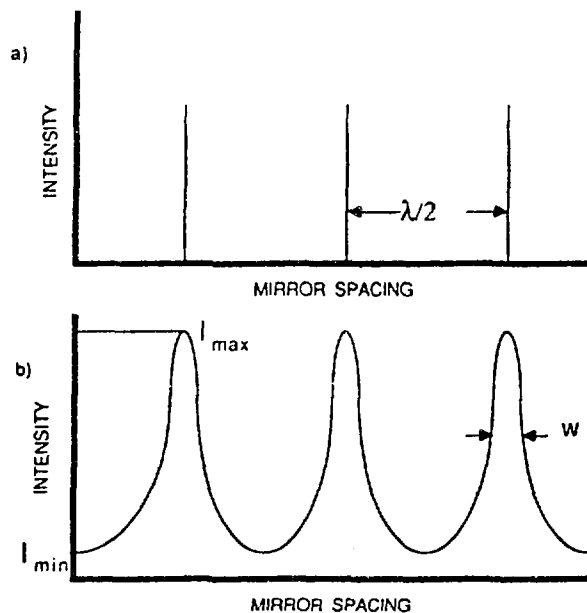 a)
INTENSITY
λ/2
MIRROR SPACING
I max
b)
INTENSITY
W
I min
MIRROR SPACING